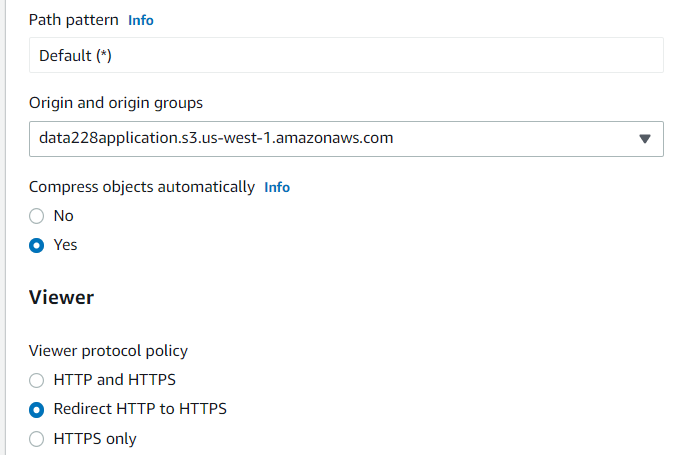 Path pattern Info
Default (*)
Origin and origin groups
data228application.s3.us-west-1.amazonaws.com
Compress objects automatically Info
No
Yes
Viewer
Viewer protocol policy
HTTP and HTTPS
Redirect HTTP to HTTPS
HTTPS only